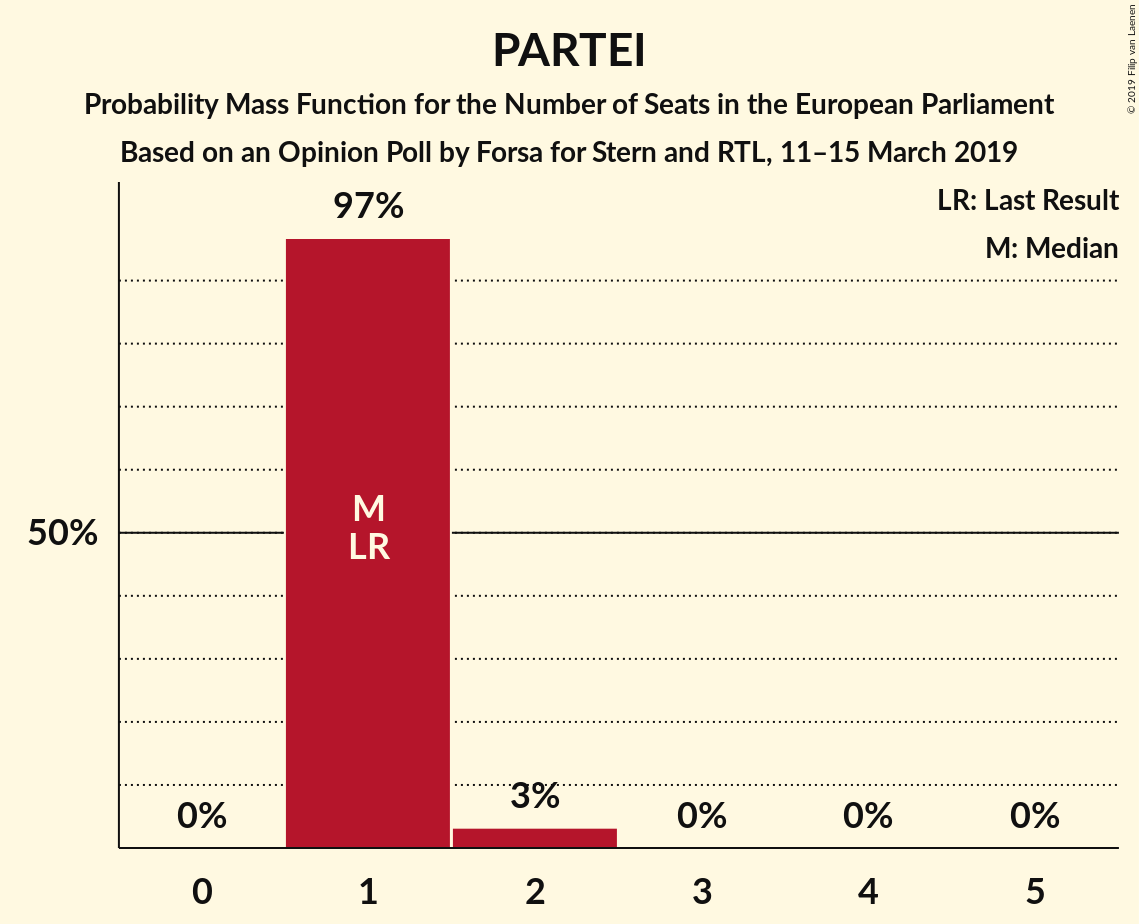 PARTEI
Probability Mass Function for the Number of Seats in the European Parliament
Based on an Opinion Poll by Forsa for Stern and RTL, 11–15 March 2019
© 2019 Filip van Laenen
LR: Last Result
M: Median
97%
M
LR
50%
3%
0%
0%
0%
0%
0
1
2
3
4
5